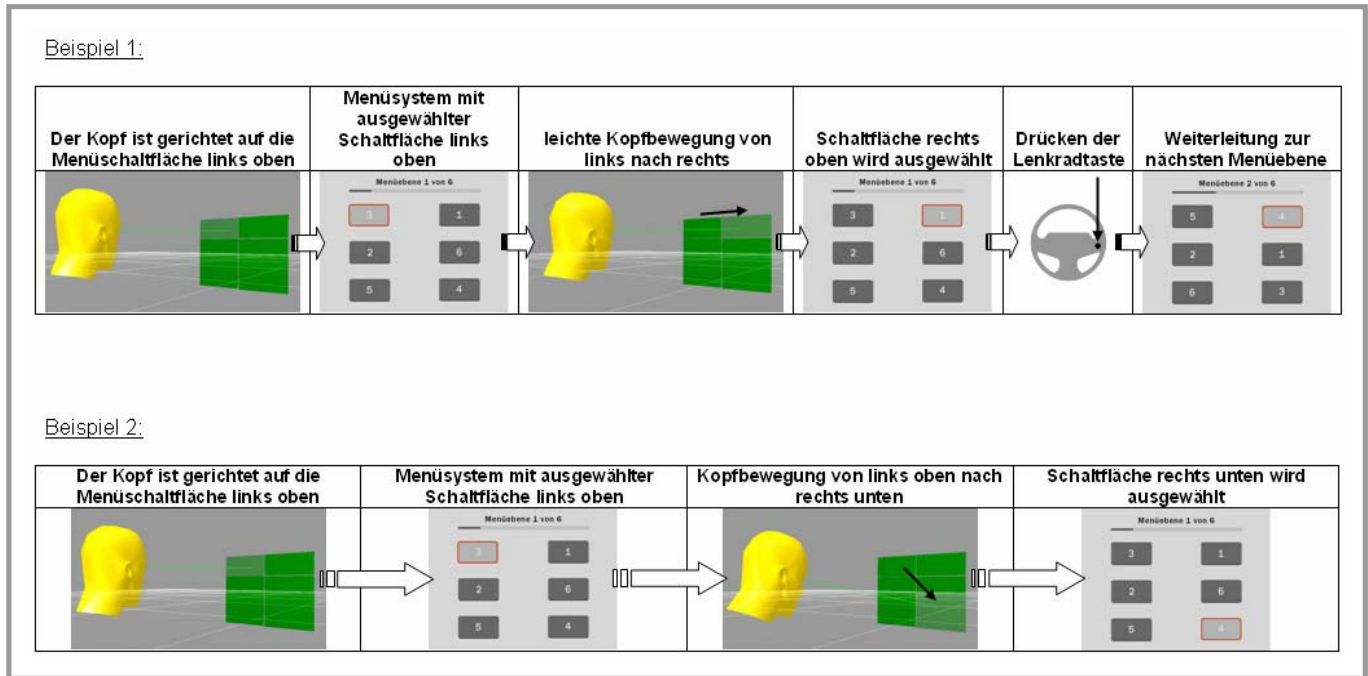 Beispiel 1:
Der Kopf ist gerichtet auf die
Menüschaltfläche links oben
Menüsystem mit
ausgewählter
Schaltfläche links
oben
leichte Kopfbewegung von
links nach rechts
Schaltfläche rechts
oben wird ausgewählt
Drücken der
Lenkradtaste
Weiterleitung zur
nächsten Menüebene
Menüebene 1 von 6
3 1
2 6
5 4
Menüebene 1 von 6
3 1
2 6
5 4
Menüebene 2 von 6
5 4
2 1
6 3
Beispiel 2:
Der Kopf ist gerichtet auf die
Menüschaltfläche links oben
Menüsystem mit ausgewählter
Schaltfläche links oben
Kopfbewegung von links oben nach
rechts unten
Schaltfläche rechts unten wird
ausgewählt
Menüebene 1 von 6
3 1
2 6
5 4
Menüebene 1 von 6
3 1
2 6
5 4